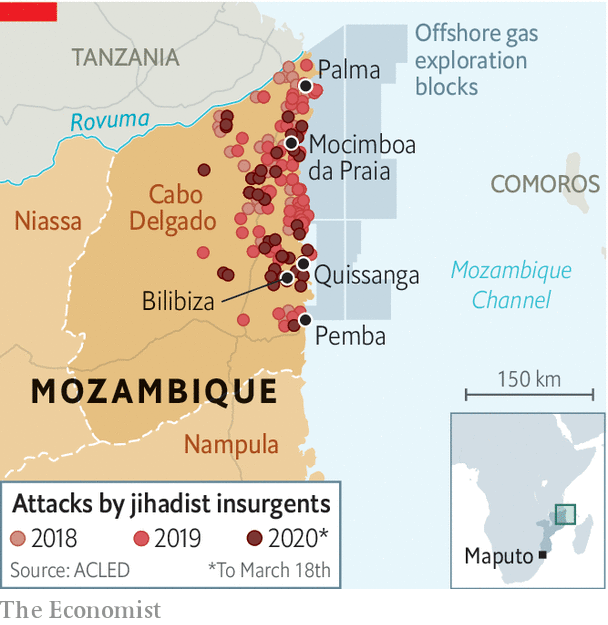 TANZANIA
Offshore gas
exploration
blocks
Palma
Rovuma
Mocimboa
da Praia
Cabo
Delgado
Niassa
COMOROS
Quissanga
Mozambique
Channel
Bilibiza
Pemba
MOZAMBIQUE
150 km
Nampula
Attacks by jihadist insurgents
2018 2019 2020*
Source: ACLED *To March 18th
Maputo
The Economist